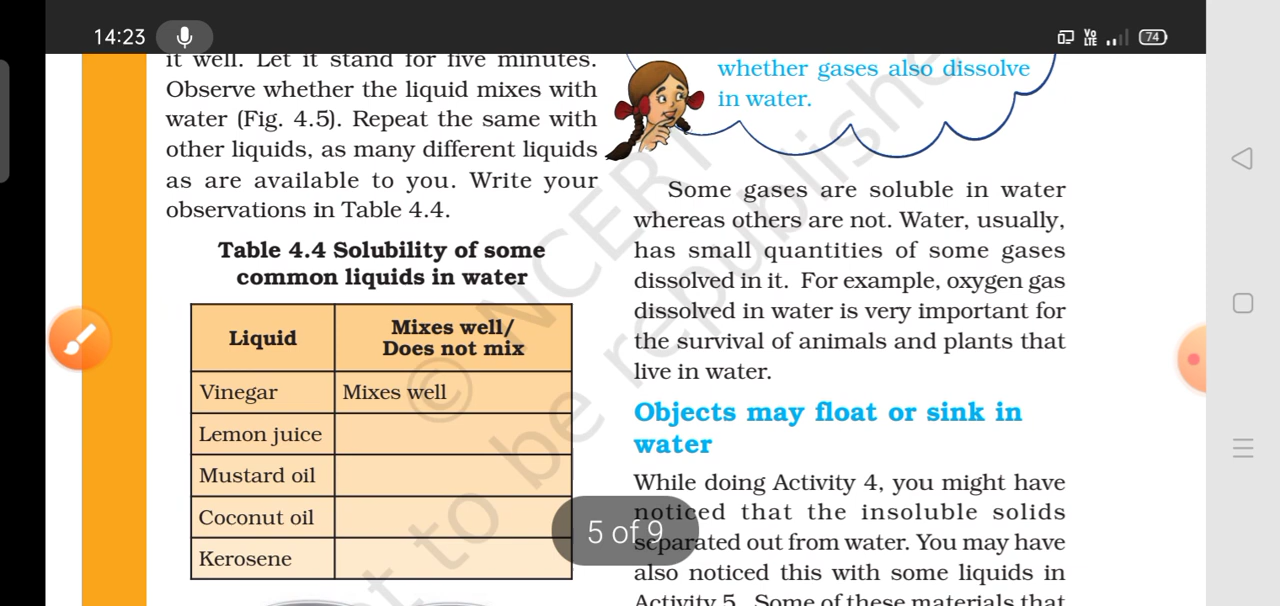 14:23
Vo
LTE
74
it well. Let it stand for five minutes.
Observe whether the liquid mixes with
water (Fig. 4.5). Repeat the same with
other liquids, as many different liquids
as are available to you. Write your
observations in Table 4.4.
Table 4.4 Solubility of some
common liquids in water
Liquid
Mixes well/
Does not mix
Vinegar
Mixes well
Lemon juice
Mustard oil
Coconut oil
Kerosene
whether gases also dissolve
in water.
Some gases are soluble in water
whereas others are not. Water, usually,
has small quantities of some gases
dissolved in it. For example, oxygen gas
dissolved in water is very important for
the survival of animals and plants that
live in water.
Objects may float or sink in
water
While doing Activity 4, you might have
noticed that the insoluble solids
separated out from water. You may have
also noticed this with some liquids in
Activity 5. Some of these materials that
5 of 9
© NCERT
to be republished